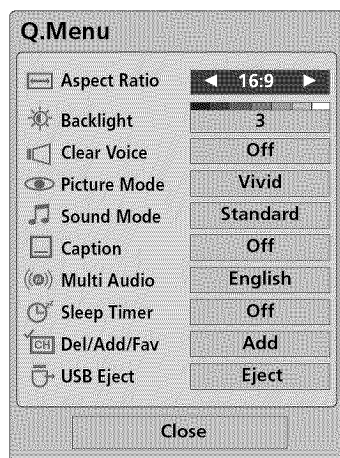 Q.Menu
Aspect Ratio 16:9
Backlight 3
Clear Voice Off
Picture Mode Vivid
Sound Mode Standard
Caption Off
Multi Audio English
Sleep Timer Off
CH Del/Add/Fav Add
USB Eject Eject
Close